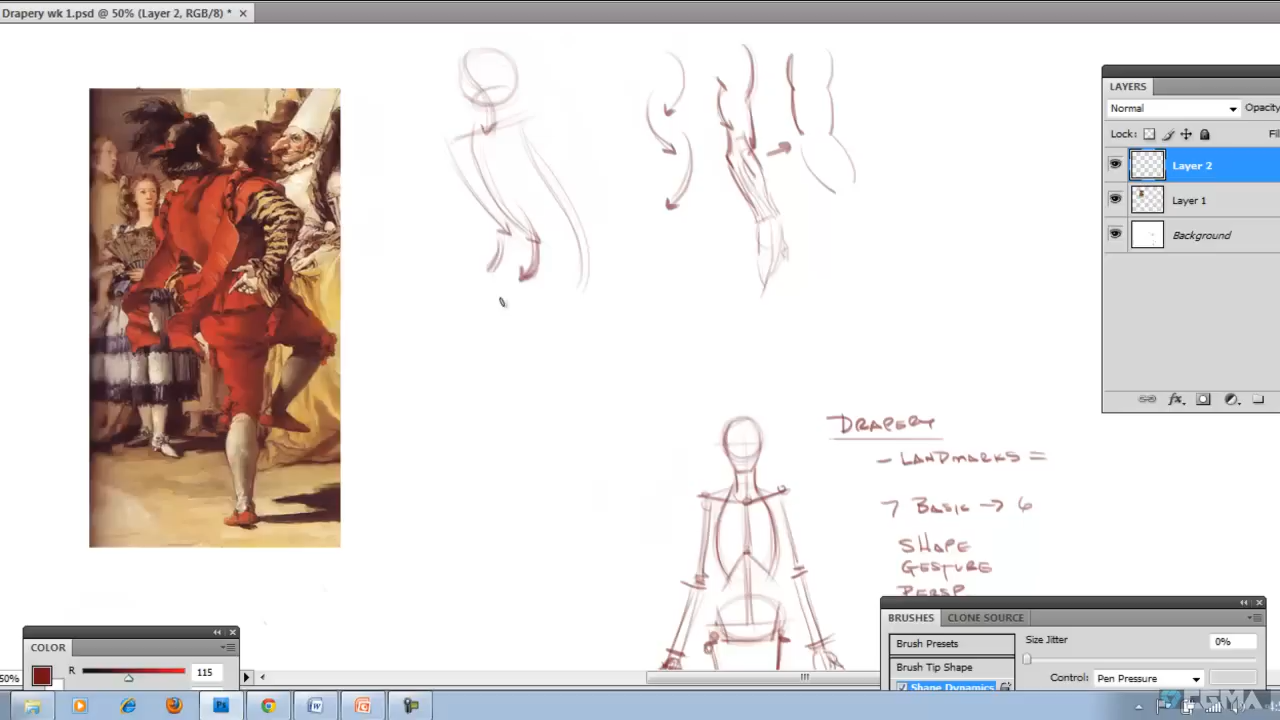 Drapery wk 1.psd @ 50% (Layer 2, RGB/8) * ×
LAYERS
Normal
Opacity
Lock:
Fil
Layer 2
Layer 1
Background
DRAPERY
- LANDMARKS =
7 BASIC → 6
SHAPE
GESTURE
PERSP
BRUSHES
CLONE SOURCE
Brush Presets
Size Jitter
0%
Brush Tip Shape
Control: Pen Pressure
Shape Dynamics
COLOR
R
115
50%
CGMA